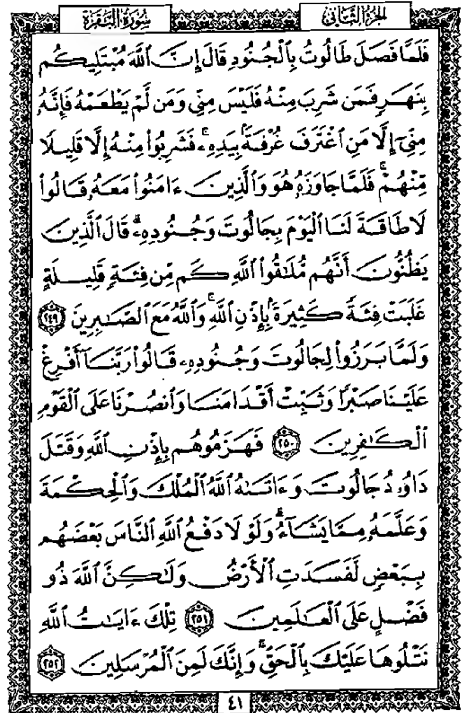 سُورَةُ البَقَرَة
الجزء الثاني
فَلَمَّا فَصَلَ طَالُوتُ بِٱلْجُنُودِ قَالَ إِنَّ ٱللَّهَ مُبْتَلِيكُم
بِنَهَرٍ فَمَن شَرِبَ مِنْهُ فَلَيْسَ مِنِّى وَمَن لَّمْ يَطْعَمْهُ فَإِنَّهُۥ
مِنِّىٓ إِلَّا مَنِ ٱغْتَرَفَ غُرْفَةًۢ بِيَدِهِۦ ۚ فَشَرِبُوا۟ مِنْهُ إِلَّا قَلِيلًا
مِّنْهُمْ ۚ فَلَمَّا جَاوَزَهُۥ هُوَ وَٱلَّذِينَ ءَامَنُوا۟ مَعَهُۥ قَالُوا۟
لَا طَاقَةَ لَنَا ٱلْيَوْمَ بِجَالُوتَ وَجُنُودِهِۦ ۚ قَالَ ٱلَّذِينَ
يَظُنُّونَ أَنَّهُم مُّلَٰقُوا۟ ٱللَّهِ كَم مِّن فِئَةٍ قَلِيلَةٍ
غَلَبَتْ فِئَةً كَثِيرَةًۢ بِإِذْنِ ٱللَّهِ ۗ وَٱللَّهُ مَعَ ٱلصَّٰبِرِينَ ٢٤٩
وَلَمَّا بَرَزُوا۟ لِجَالُوتَ وَجُنُودِهِۦ قَالُوا۟ رَبَّنَآ أَفْرِغْ
عَلَيْنَا صَبْرًا وَثَبِّتْ أَقْدَامَنَا وَٱنصُرْنَا عَلَى ٱلْقَوْمِ
ٱلْكَٰفِرِينَ ٢٥٠ فَهَزَمُوهُم بِإِذْنِ ٱللَّهِ وَقَتَلَ
دَاوُۥدُ جَالُوتَ وَءَاتَىٰهُ ٱللَّهُ ٱلْمُلْكَ وَٱلْحِكْمَةَ
وَعَلَّمَهُۥ مِمَّا يَشَآءُ ۗ وَلَوْلَا دَفْعُ ٱللَّهِ ٱلنَّاسَ بَعْضَهُم
بِبَعْضٍ لَّفَسَدَتِ ٱلْأَرْضُ وَلَٰكِنَّ ٱللَّهَ ذُو
فَضْلٍ عَلَى ٱلْعَٰلَمِينَ ٢٥١ تِلْكَ ءَايَٰتُ ٱللَّهِ
نَتْلُوهَا عَلَيْكَ بِٱلْحَقِّ ۚ وَإِنَّكَ لَمِنَ ٱلْمُرْسَلِينَ ٢٥٢
٤١